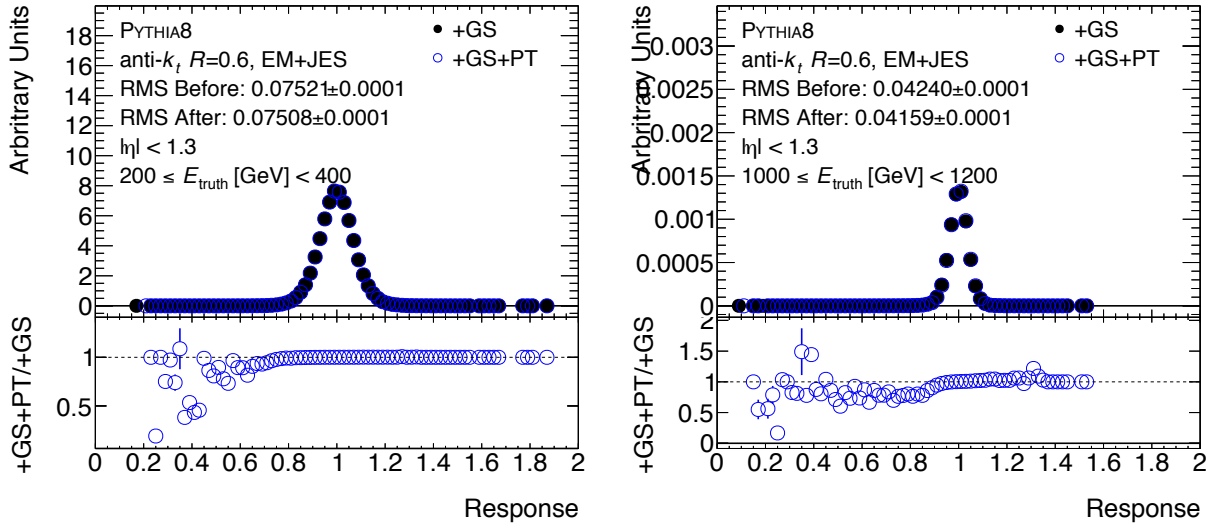 Arbritrary Units
18
16
14
12
10
8
6
4
2
0
PYTHIA8
anti-kt R=0.6, EM+JES
RMS Before: 0.07521±0.0001
RMS After: 0.07508±0.0001
|η| < 1.3
200 ≤ Etruth [GeV] < 400
+GS
+GS+PT
+GS+PT/+GS
1
0.5
0 0.2 0.4 0.6 0.8 1 1.2 1.4 1.6 1.8 2
Response
Arbritrary Units
0.003
0.0025
0.002
0.0015
0.001
0.0005
0
PYTHIA8
anti-kt R=0.6, EM+JES
RMS Before: 0.04240±0.0001
RMS After: 0.04159±0.0001
|η| < 1.3
1000 ≤ Etruth [GeV] < 1200
+GS
+GS+PT
+GS+PT/+GS
2
1.5
1
0.5
0
0 0.2 0.4 0.6 0.8 1 1.2 1.4 1.6 1.8 2
Response